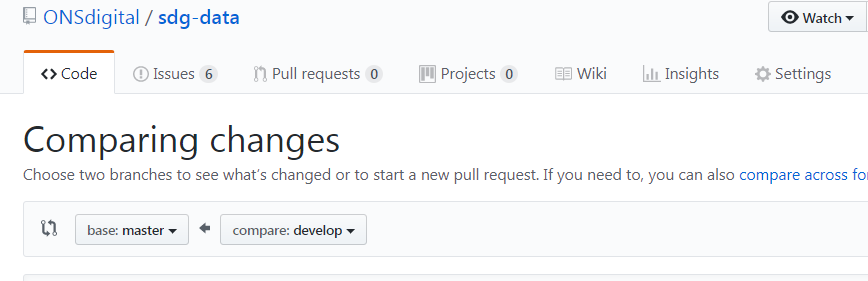 ONSdigital / sdg-data
Watch
Code Issues 6 Pull requests 0 Projects 0 Wiki Insights Settings
Comparing changes
Choose two branches to see what's changed or to start a new pull request. If you need to, you can also compare across fo
base: master compare: develop